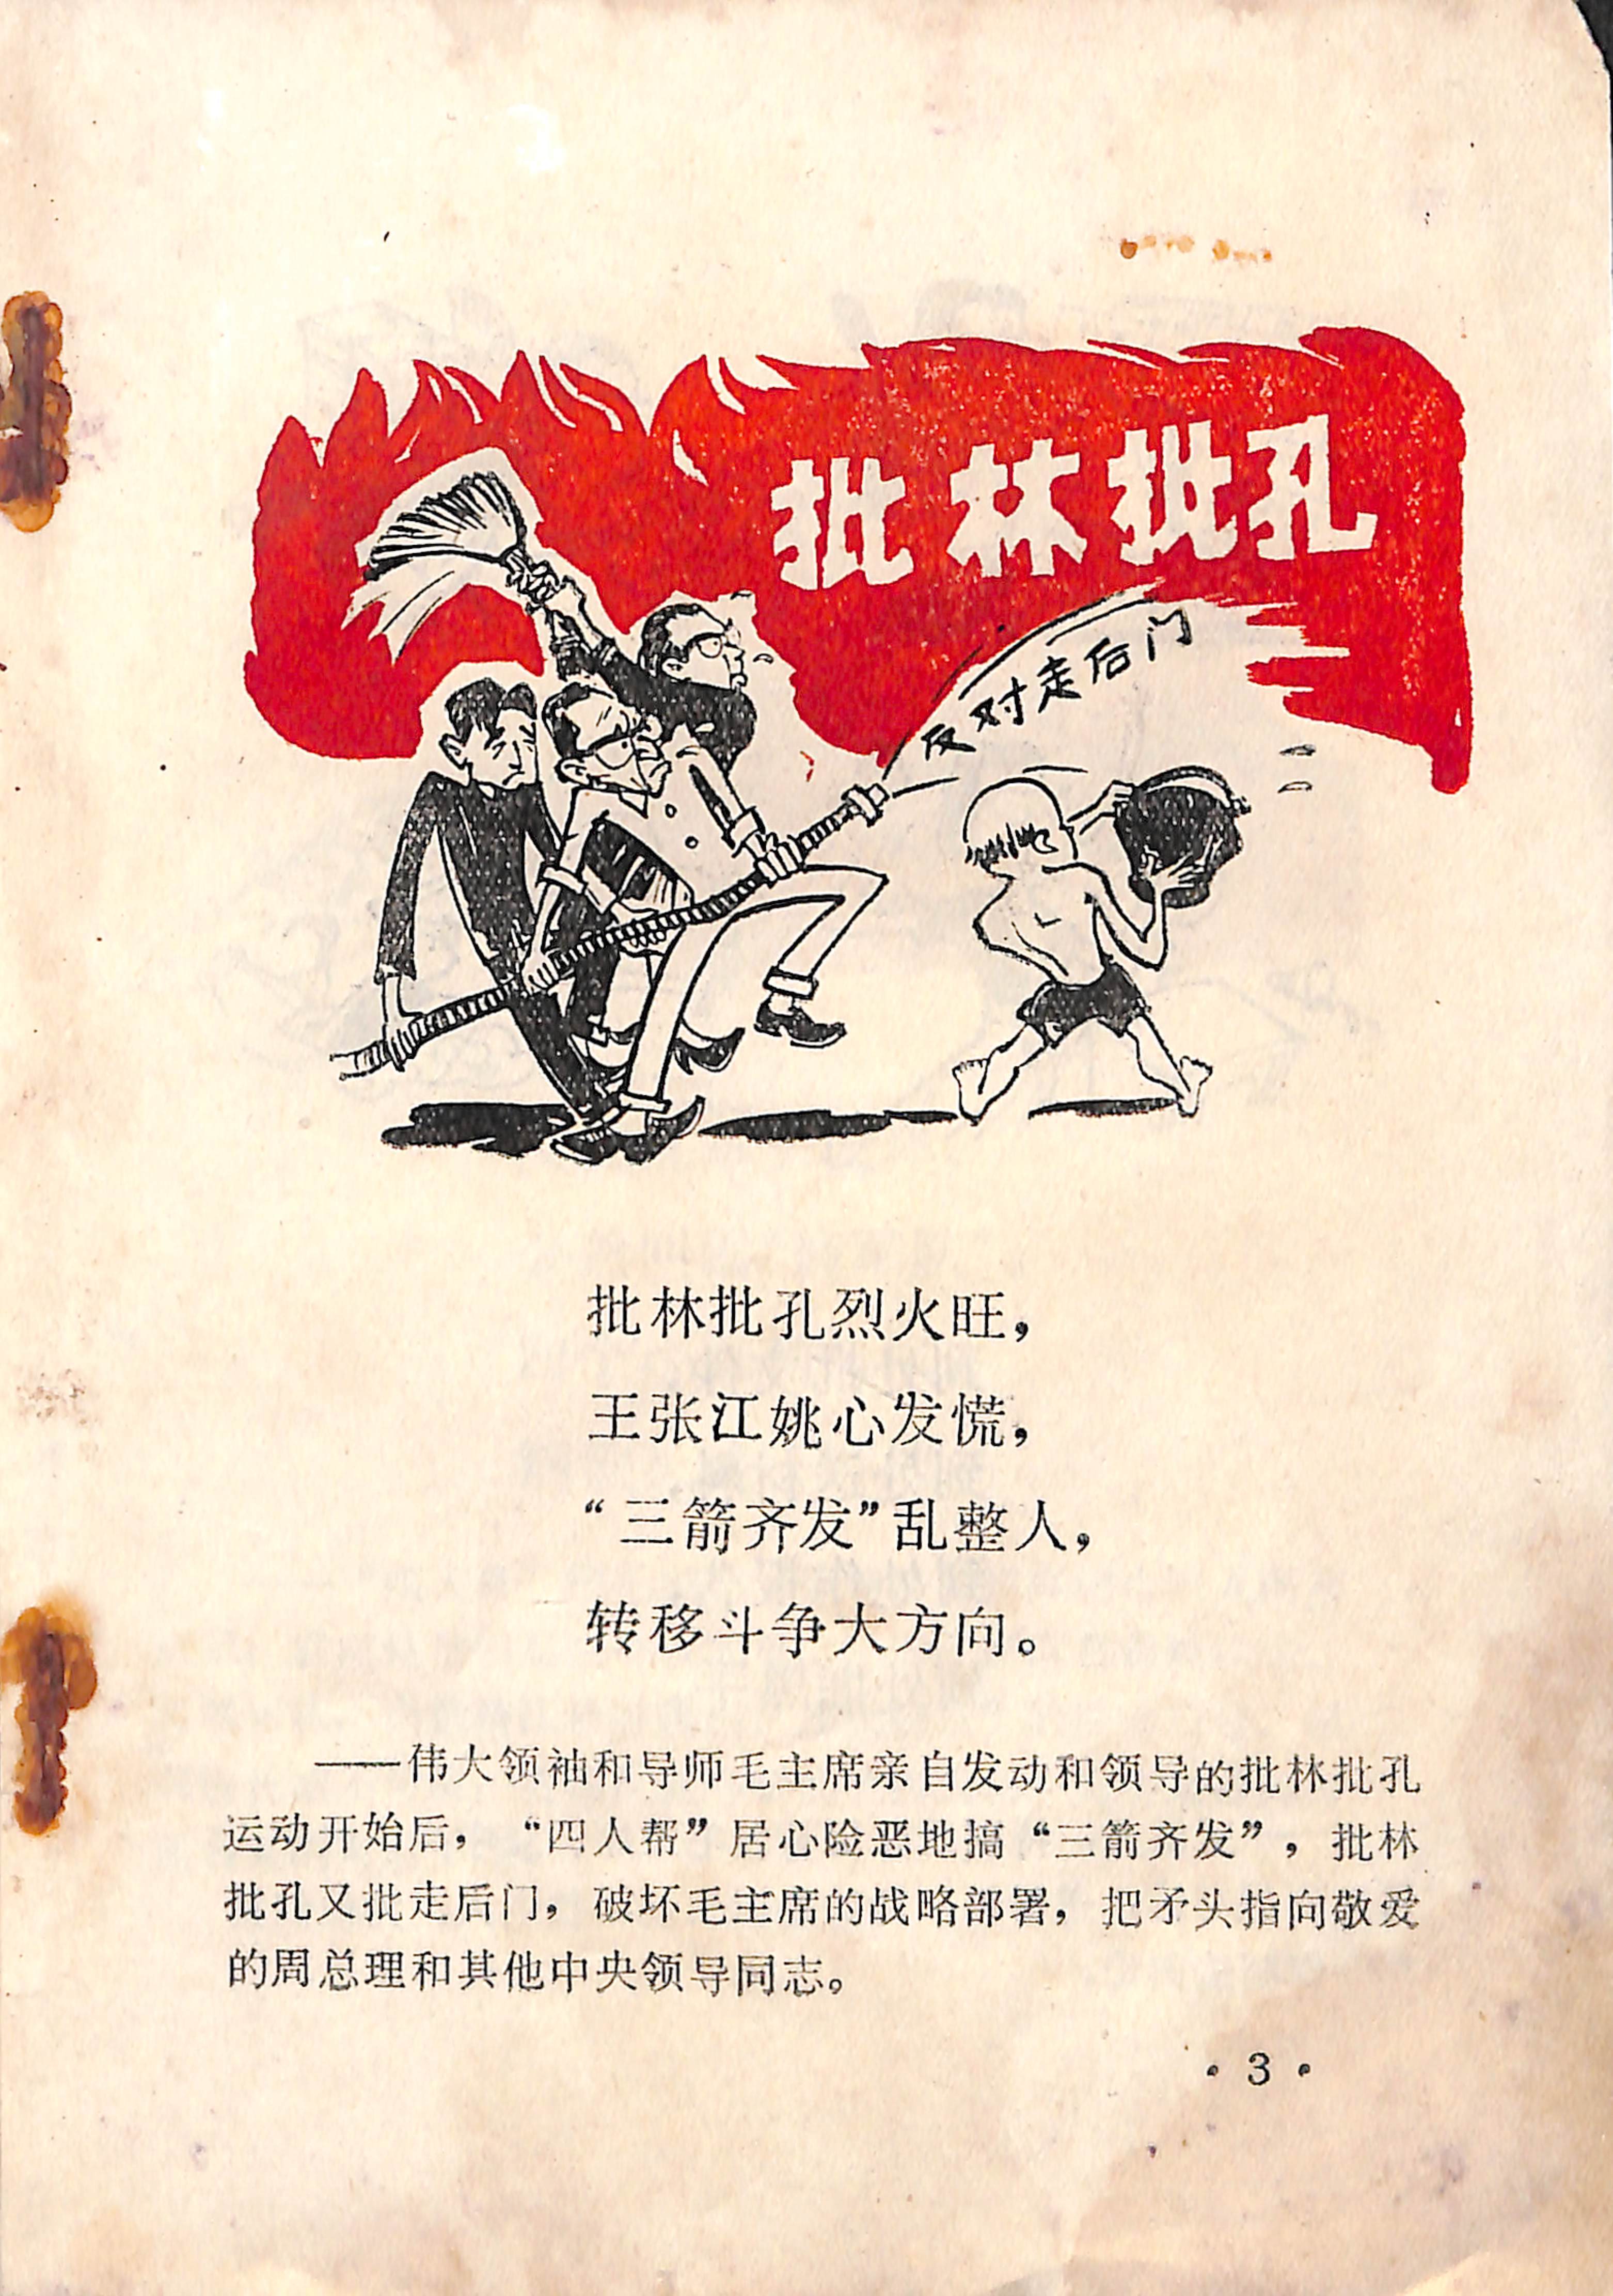 批林批孔
反对走后门
批林批孔烈火旺，
王张江姚心发慌，
“三箭齐发”乱整人，
转移斗争大方向。
——伟大领袖和导师毛主席亲自发动和领导的批林批孔
运动开始后，“四人帮”居心险恶地搞“三箭齐发”，批林
批孔又批走后门，破坏毛主席的战略部署，把矛头指向敬爱
的周总理和其他中央领导同志。
·3·